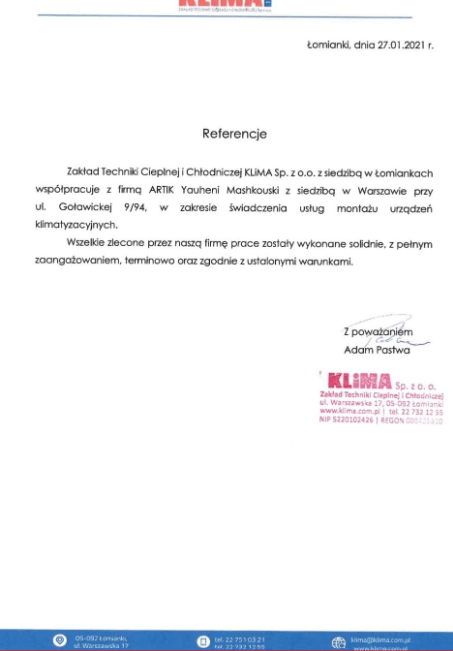 KLIMA
Łomianki, dnia 27.01.2021 r.
Referencje
Zakład Techniki Cieplnej i Chłodniczej KLiMA Sp. z o.o. z siedzibą w Łomiankach
współpracuje z firmą ARTIK Yauheni Mashkouski z siedzibą w Warszawie przy
ul. Goławickej 9/94, w zakresie świadczenia usług montażu urządzeń
klimatyzacyjnych.
Wszelkie zlecone przez naszą firmę prace zostały wykonane solidnie, z pełnym
zaangażowaniem, terminowo oraz zgodnie z ustalonymi warunkami.
Z poważaniem
Adam Pastwa
KLiMA Sp. z o. o.
Zakład Techniki Cieplnej i Chłodniczej
ul. Warszawska 17, 05-092 Łomianki
www.klima.com.pl | tel. 22 732 12 95
NIP 5220102426 | REGON
05-092 Łomianki, tel. 22 751 03 21 klima@klima.com.pl
ul. Warszawska 17 tel. 22 732 12 95 www.klima.com.pl